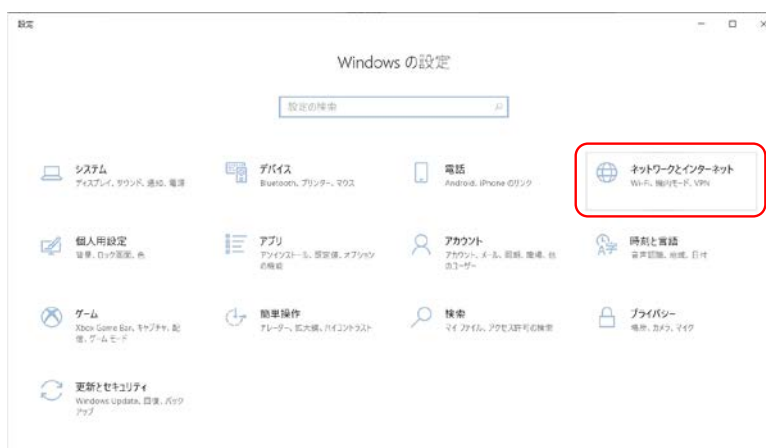 設定
Windows の設定
設定の検索
システム
ディスプレイ、サウンド、通知、電源
デバイス
Bluetooth、プリンター、マウス
電話
Android、iPhone のリンク
ネットワークとインターネット
Wi-Fi、機内モード、VPN
個人用設定
背景、ロック画面、色
アプリ
アンインストール、既定値、オプション
の機能
アカウント
アカウント、メール、同期、職場、他
のユーザー
時刻と言語
音声認識、地域、日付
ゲーム
Xbox Game Bar、キャプチャ、配
信、ゲーム モード
簡単操作
ナレーター、拡大鏡、ハイコントラスト
検索
マイ ファイル、アクセス許可の検索
プライバシー
場所、カメラ、マイク
更新とセキュリティ
Windows Update、回復、バック
アップ